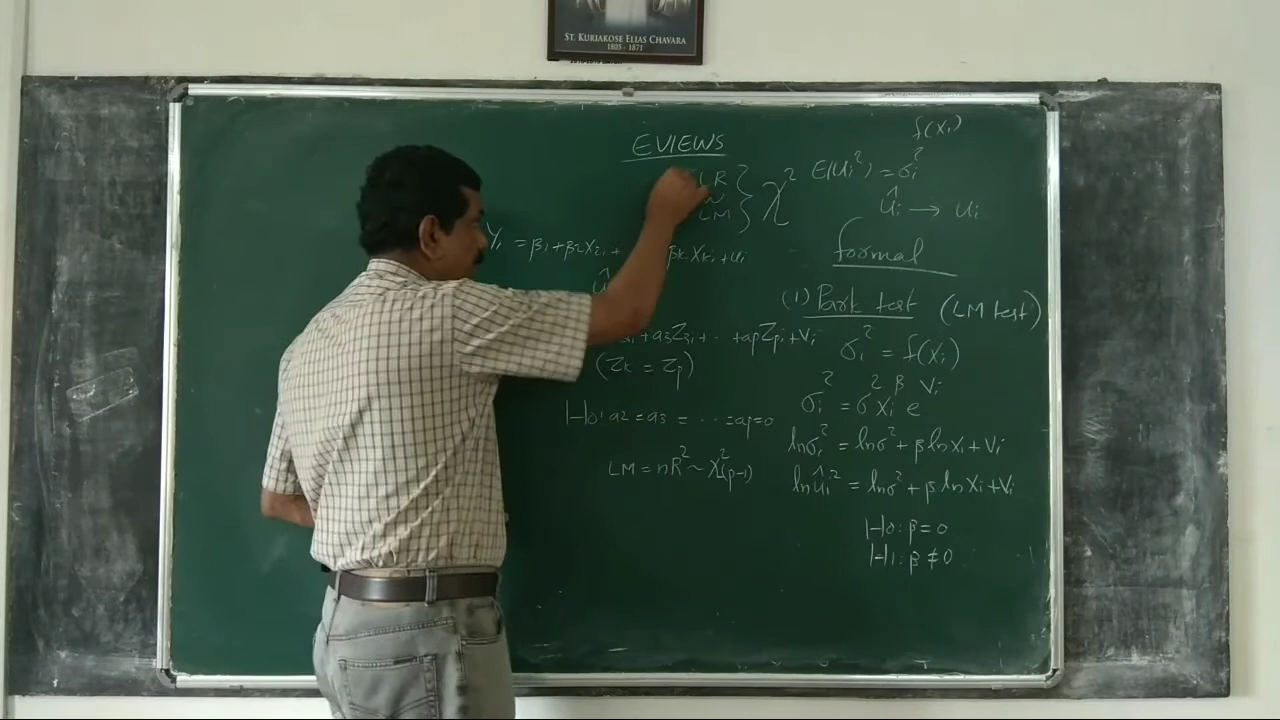 ST. KURIAKOSE ELIAS CHAVARA
1805 - 1871
EVIEWS
LR
W
LM
} χ²
Yᵢ = β₁ + β₂X₂ᵢ + βₖXₖᵢ + uᵢ
û
+ a₃Z₃ᵢ + ·· + aₚZₚᵢ + Vᵢ
(Zₖ = Zₚ)
H₀: a₂ = a₃ = ···· = aₚ = 0
LM = nR² ~ χ²(p-1)
f(Xᵢ)
E(uᵢ²) = σᵢ²
ûᵢ → uᵢ
formal
(1) Park test (LM test)
σᵢ² = f(Xᵢ)
σᵢ² = σ² Xᵢ^β e^Vᵢ
lnσᵢ² = lnσ² + β lnXᵢ + Vᵢ
lnûᵢ² = lnσ² + β lnXᵢ + Vᵢ
H₀: β = 0
H₁: β ≠ 0